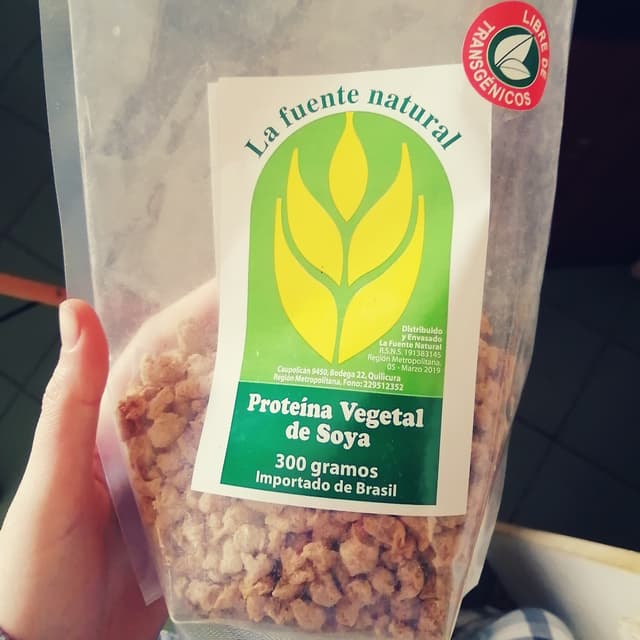 LIBRE DE
TRANSGÉNICOS
La fuente natural
Distribuido
y Envasado
La Fuente Natural
R.S.N.S. 191383145
Región Metropolitana.
05 - Marzo 2019
Caupolicán 9450, Bodega 22, Quilicura
Región Metropolitana, Fono: 229512352
Proteína Vegetal
de Soya
300 gramos
Importado de Brasil